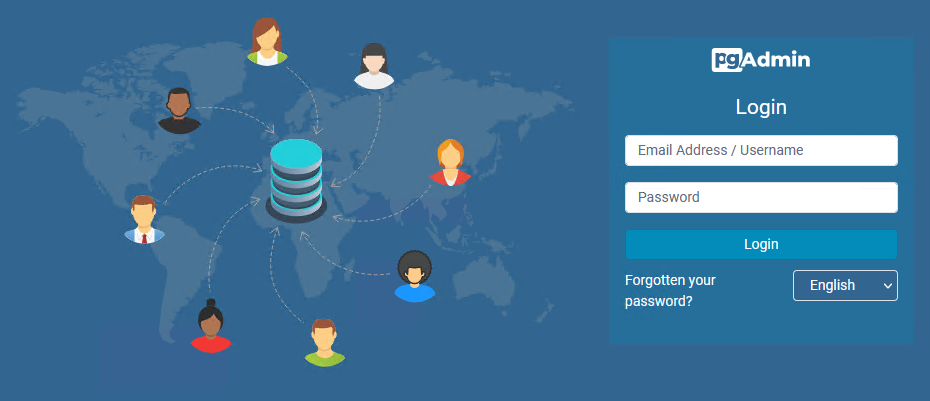 pgAdmin
Login
Email Address / Username
Password
Login
Forgotten your
password?
English